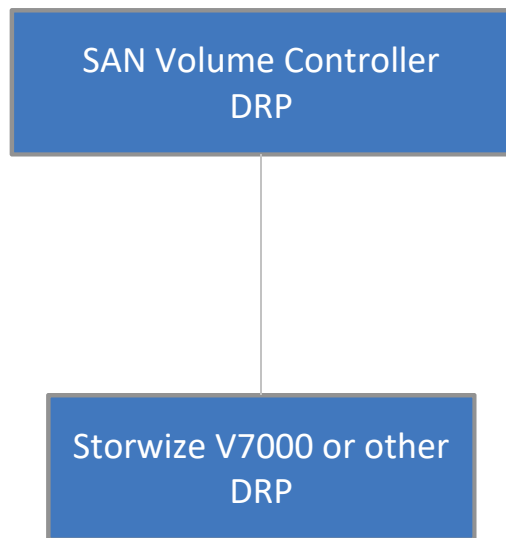 SAN Volume Controller
DRP
Storwize V7000 or other
DRP